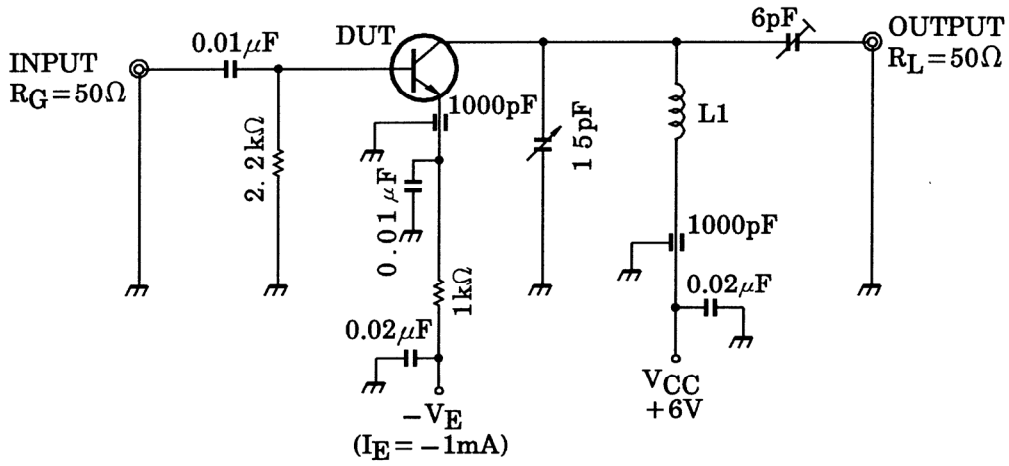 INPUT
R_G=50Ω
0.01μF
2.2kΩ
DUT
1000pF
0.01μF
1kΩ
0.02μF
−V_E
(I_E=−1mA)
15pF
6pF
L1
1000pF
0.02μF
V_CC
+6V
OUTPUT
R_L=50Ω